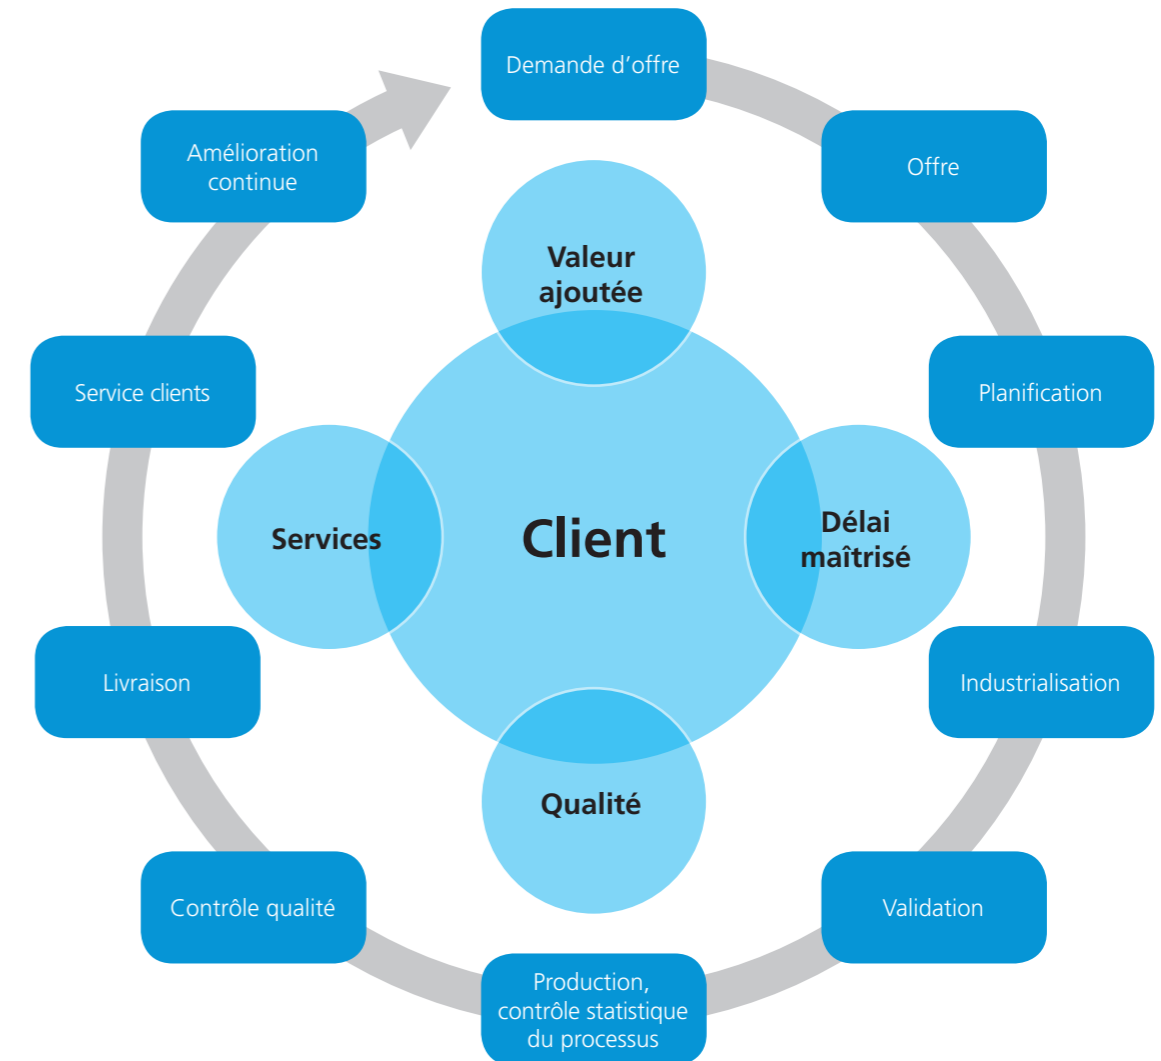 Demande d’offre
Offre
Planification
Industrialisation
Validation
Production,
contrôle statistique
du processus
Contrôle qualité
Livraison
Service clients
Amélioration
continue
Valeur
ajoutée
Délai
maîtrisé
Qualité
Services
Client